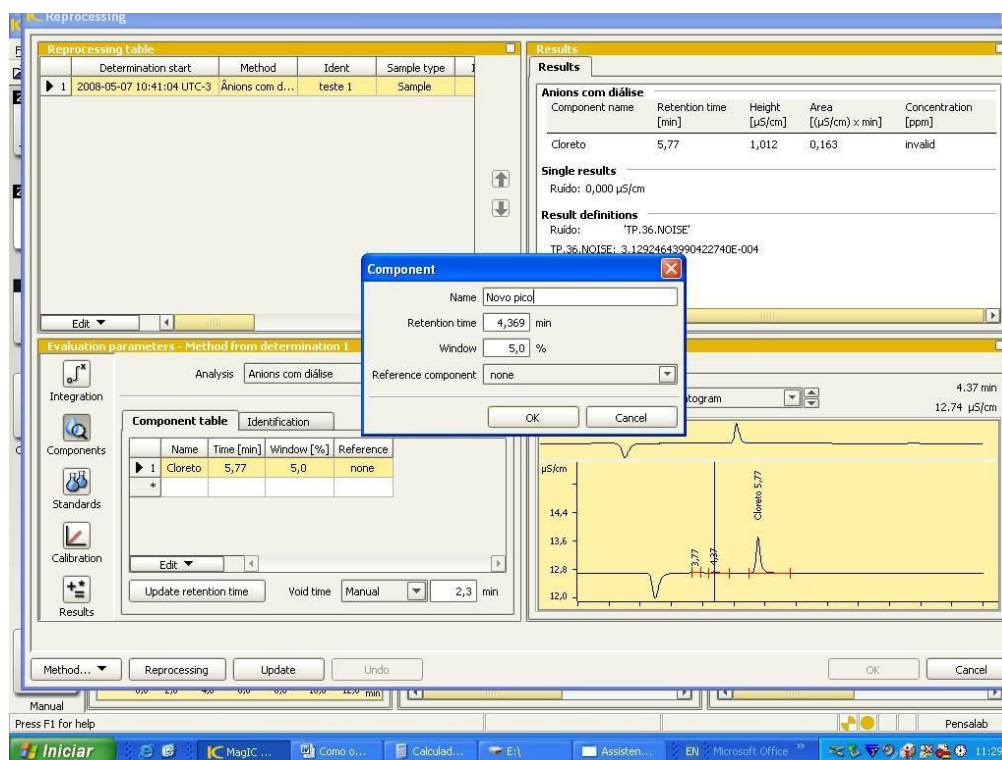 Reprocessing
Reprocessing table
Determination start Method Ident Sample type
1 2008-05-07 10:41:04 UTC-3 Ânions com d... teste 1 Sample
Edit
Results
Results
Anions com diálise
Component name Retention time Height Area Concentration
[min] [µS/cm] [(µS/cm) x min] [ppm]
Cloreto 5,77 1,012 0,163 invalid
Single results
Ruído: 0,000 µS/cm
Result definitions
Ruído: 'TP.36.NOISE'
TP.36.NOISE: 3.12924643990422740E-004
Component
Name Novo pico
Retention time 4,369 min
Window 5,0 %
Reference component none
OK Cancel
Evaluation parameters - Method from determination 1
Integration
Components
Standards
Calibration
Results
Analysis Anions com diálise
Component table Identification
Name Time [min] Window [%] Reference
1 Cloreto 5,77 5,0 none
*
Edit
Update retention time Void time Manual 2,3 min
togram
4.37 min
12.74 µS/cm
µS/cm
14,4
13,6
12,8
12,0
3,77
4,37
Cloreto 5,77
Method... Reprocessing Update Undo OK Cancel
Manual
min
Press F1 for help Pensalab
Iniciar MagIC ... Como o... Calculad... E:\ Assisten... EN Microsoft Office » 11:29